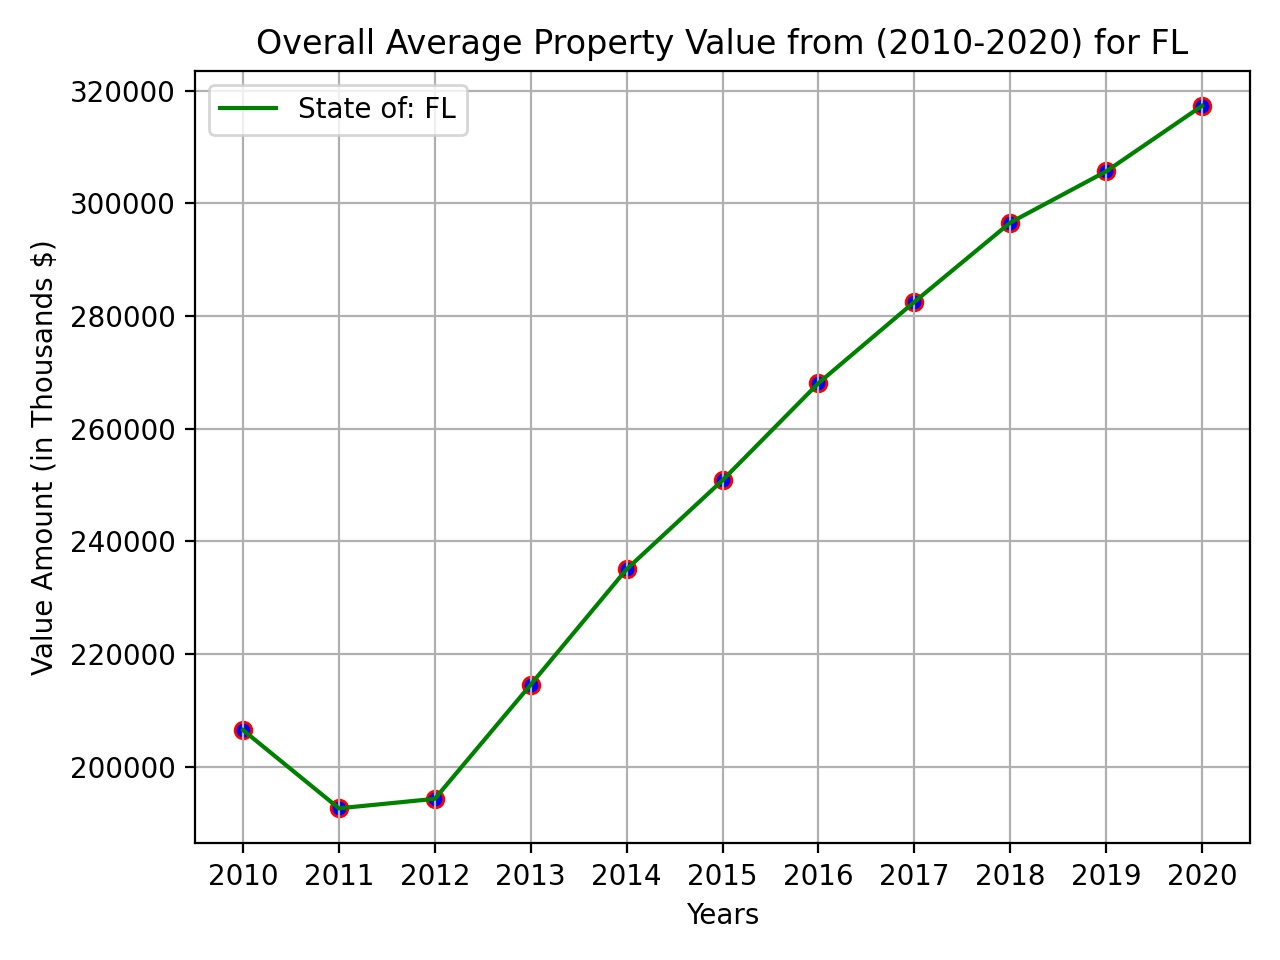 Overall Average Property Value from (2010-2020) for FL
State of: FL
Value Amount (in Thousands $)
320000
300000
280000
260000
240000
220000
200000
2010 2011 2012 2013 2014 2015 2016 2017 2018 2019 2020
Years